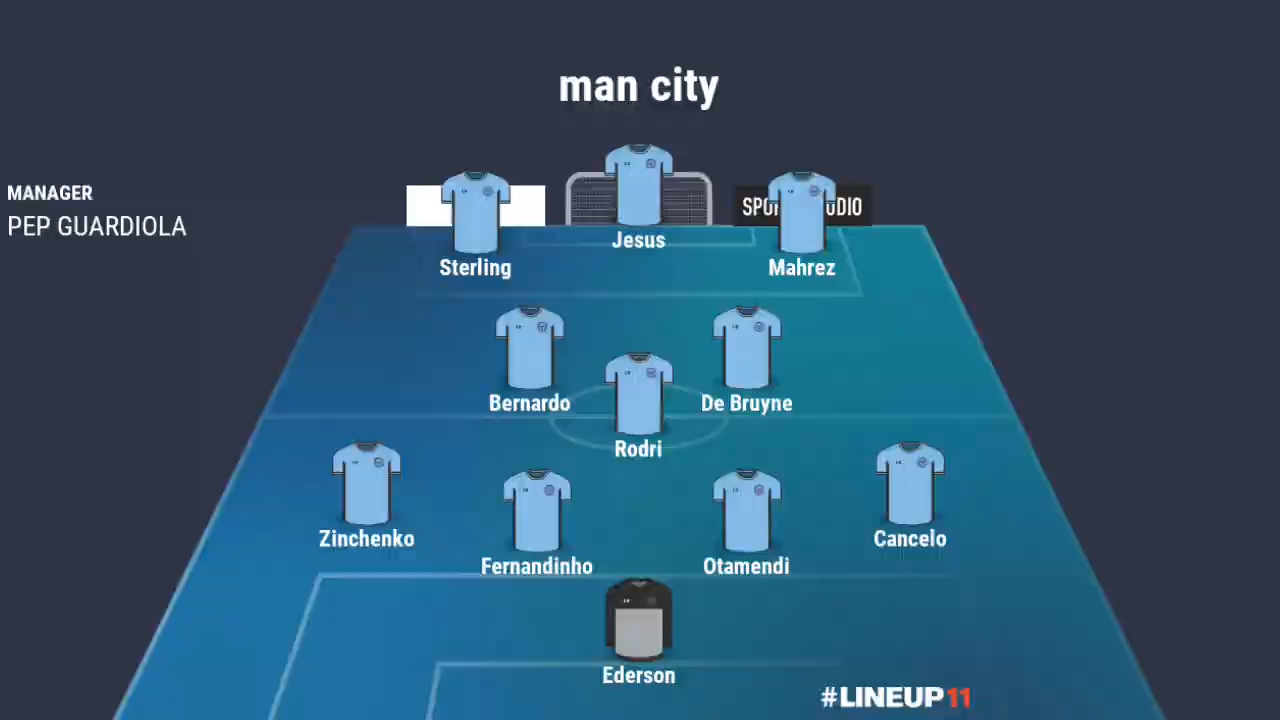 man city
MANAGER
PEP GUARDIOLA
Jesus
Sterling
Mahrez
Bernardo
De Bruyne
Rodri
Zinchenko
Cancelo
Fernandinho
Otamendi
Ederson
#LINEUP11